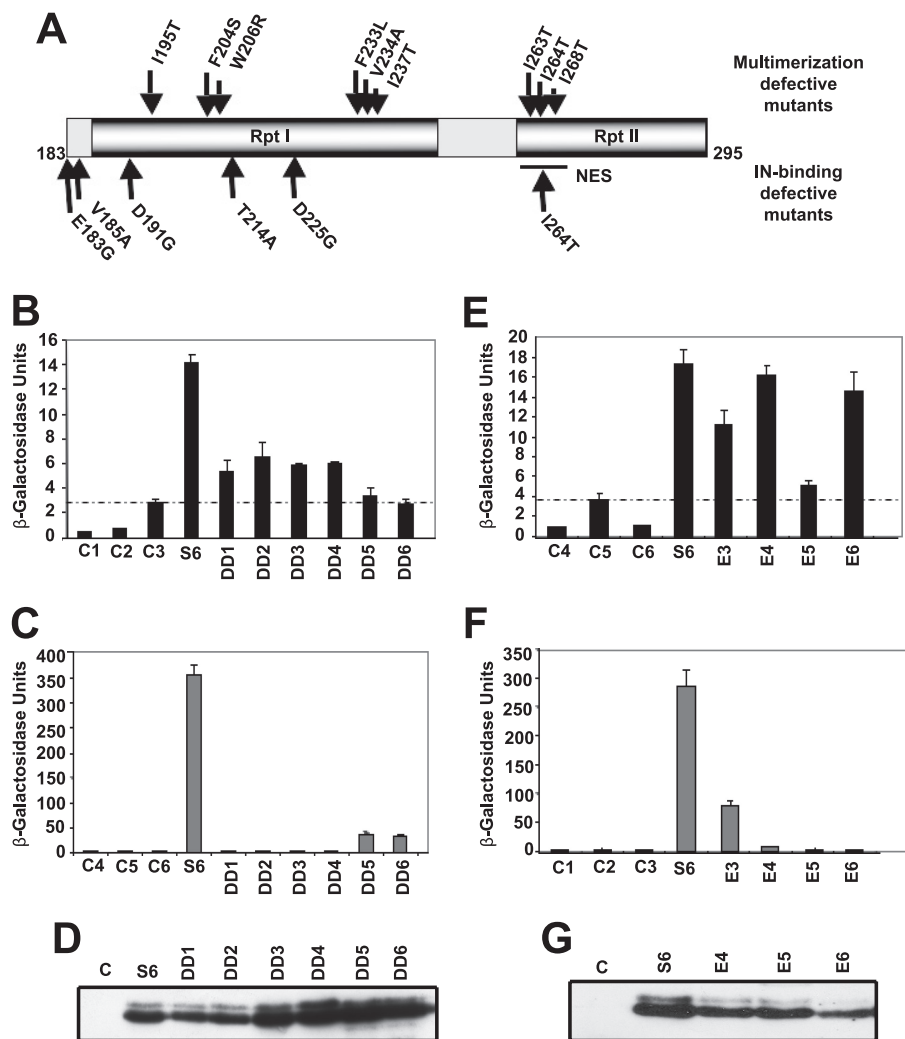 A
I195T
F204S
W206R
F233L
V234A
I237T
I263T
I264T
I268T
Multimerization
defective
mutants
Rpt I
Rpt II
183
295
NES
IN-binding
defective
mutants
E183G
V185A
D191G
T214A
D225G
I264T
B
β-Galactosidase Units
16
14
12
10
8
6
4
2
0
C1 C2 C3 S6 DD1 DD2 DD3 DD4 DD5 DD6
E
β-Galactosidase Units
20
18
16
14
12
10
8
6
4
2
0
C4 C5 C6 S6 E3 E4 E5 E6
C
β-Galactosidase Units
400
350
300
250
200
150
100
50
0
C4 C5 C6 S6 DD1 DD2 DD3 DD4 DD5 DD6
F
β-Galactosidase Units
350
300
250
200
150
100
50
0
C1 C2 C3 S6 E3 E4 E5 E6
D
C S6 DD1 DD2 DD3 DD4 DD5 DD6
G
C S6 E4 E5 E6